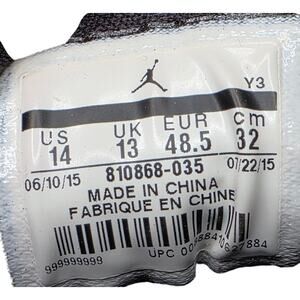 Y3
US UK EUR cm
14 13 48.5 32
06/10/15 810868-035 07/22/15
MADE IN CHINA
FABRIQUE EN CHINE
999999999
UPC